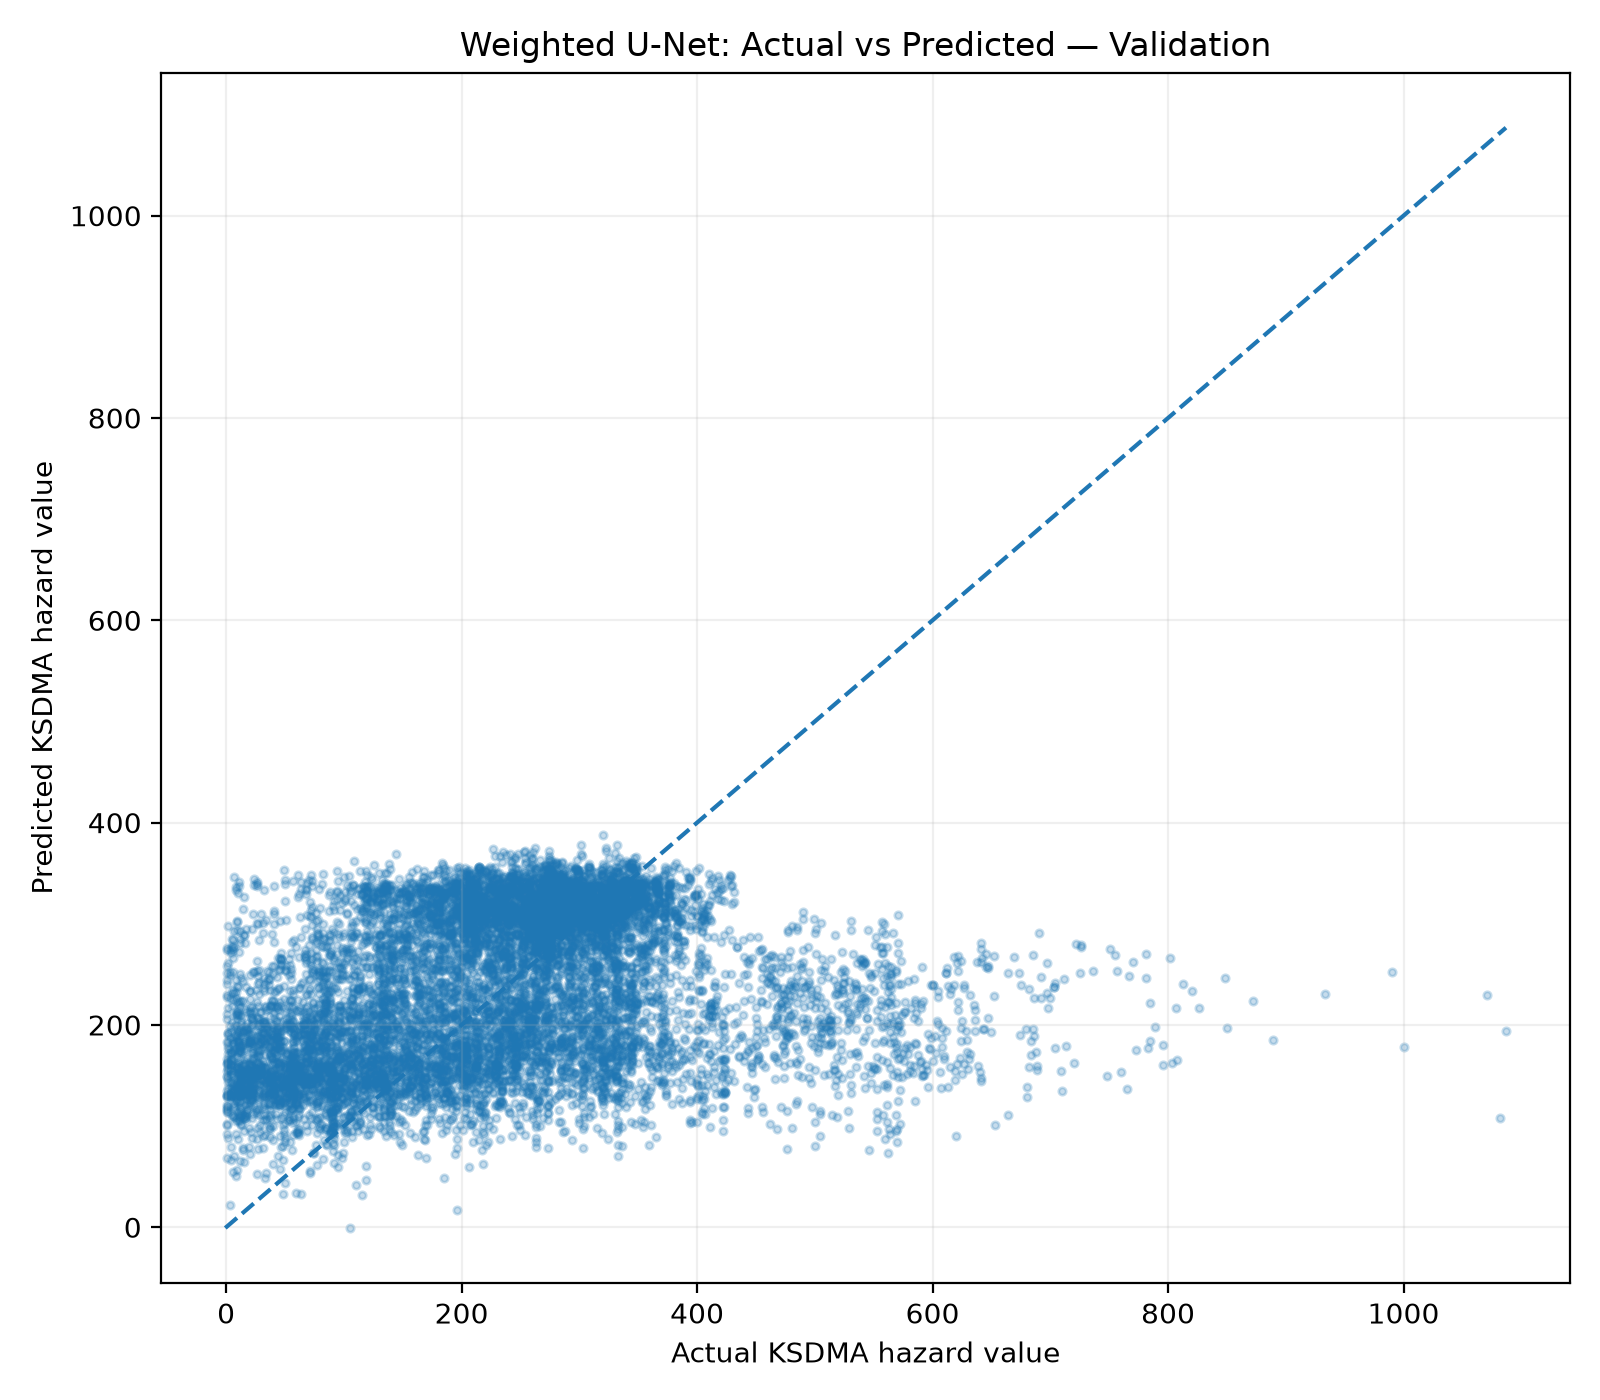 Weighted U-Net: Actual vs Predicted — Validation
Predicted KSDMA hazard value
1000
800
600
400
200
0
0 200 400 600 800 1000
Actual KSDMA hazard value